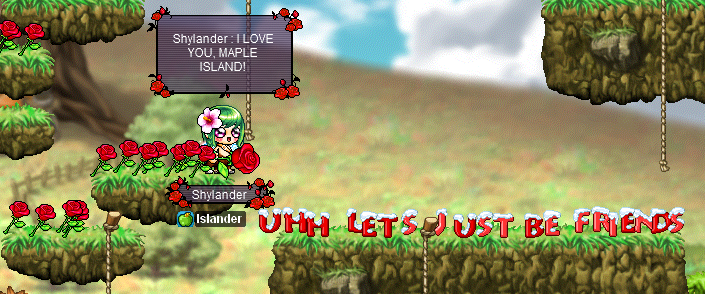 Shylander : I LOVE
YOU, MAPLE
ISLAND!
Shylander
Islander
UHH LETS JUST BE FRIENDS